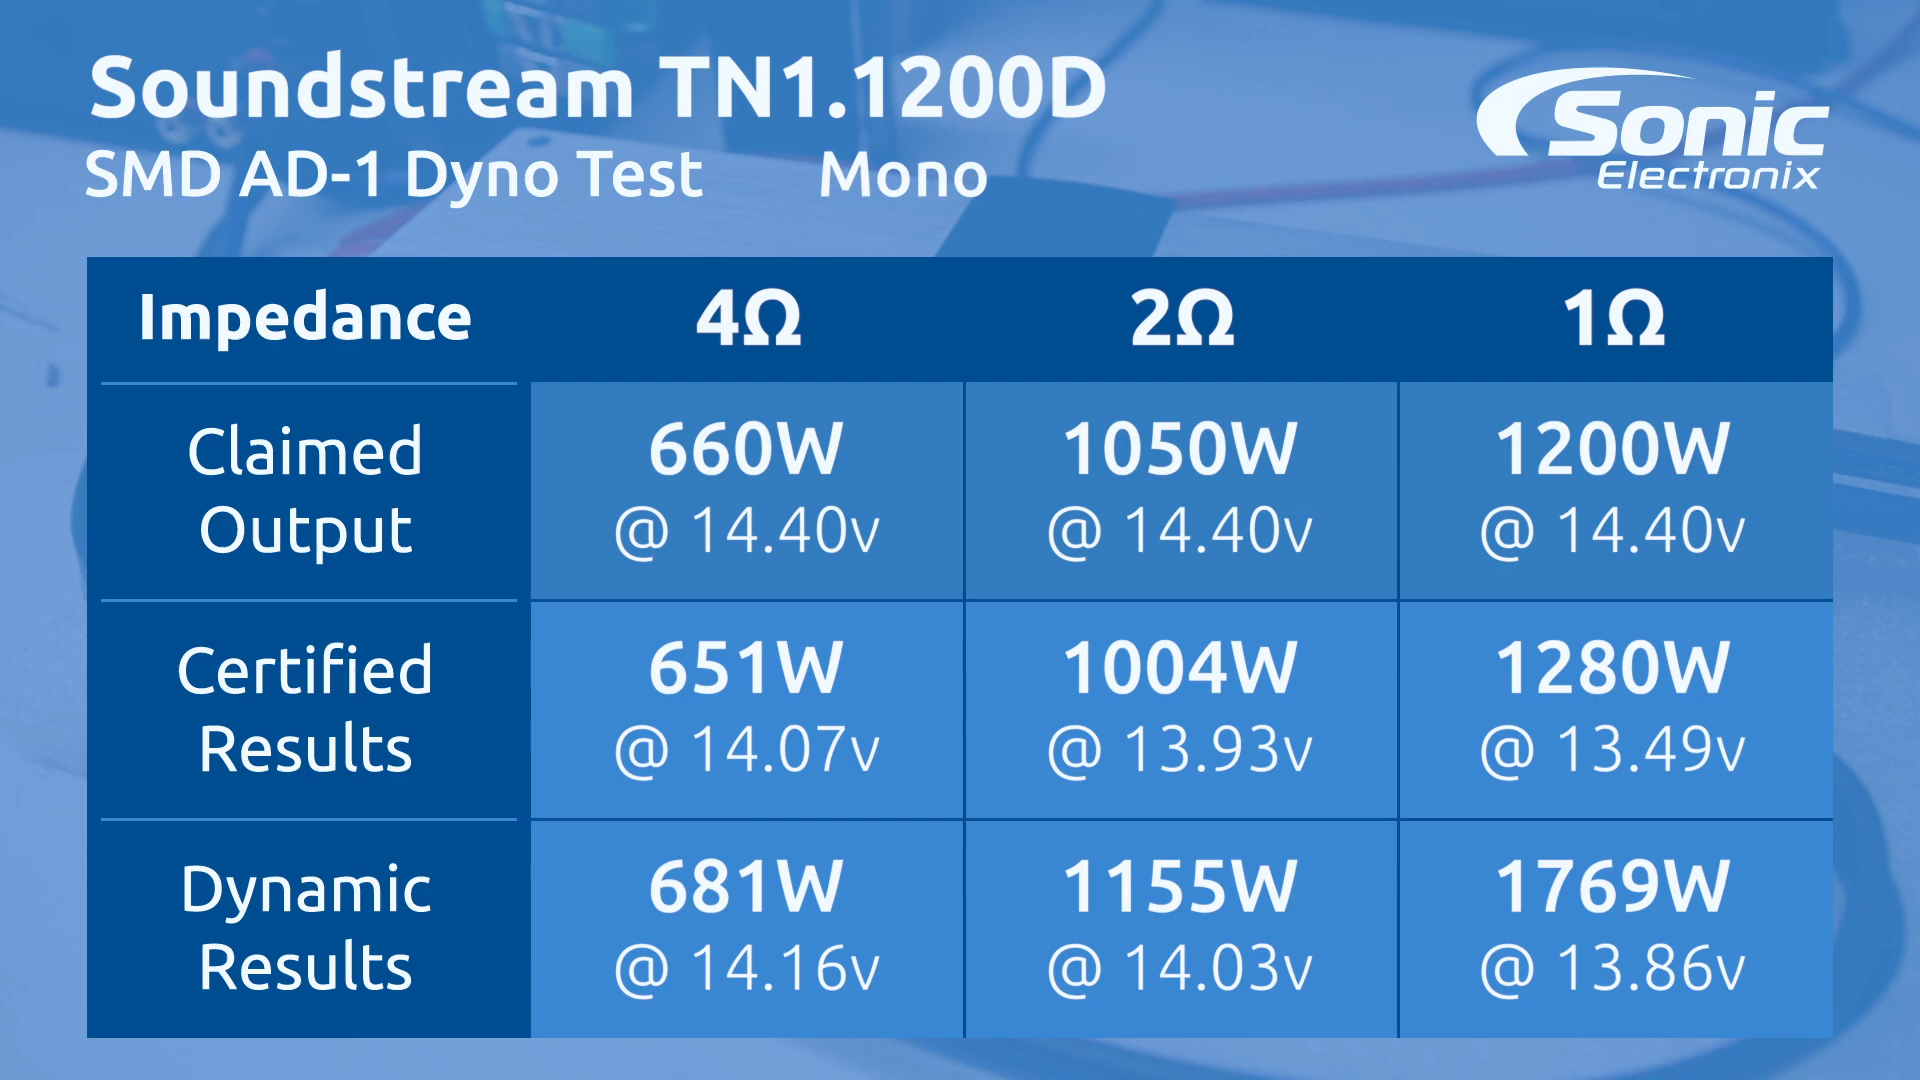 Soundstream TN1.1200D
SMD AD-1 Dyno Test Mono
Sonic
Electronix
Impedance 4Ω 2Ω 1Ω
Claimed Output 660W @ 14.40v 1050W @ 14.40v 1200W @ 14.40v
Certified Results 651W @ 14.07v 1004W @ 13.93v 1280W @ 13.49v
Dynamic Results 681W @ 14.16v 1155W @ 14.03v 1769W @ 13.86v